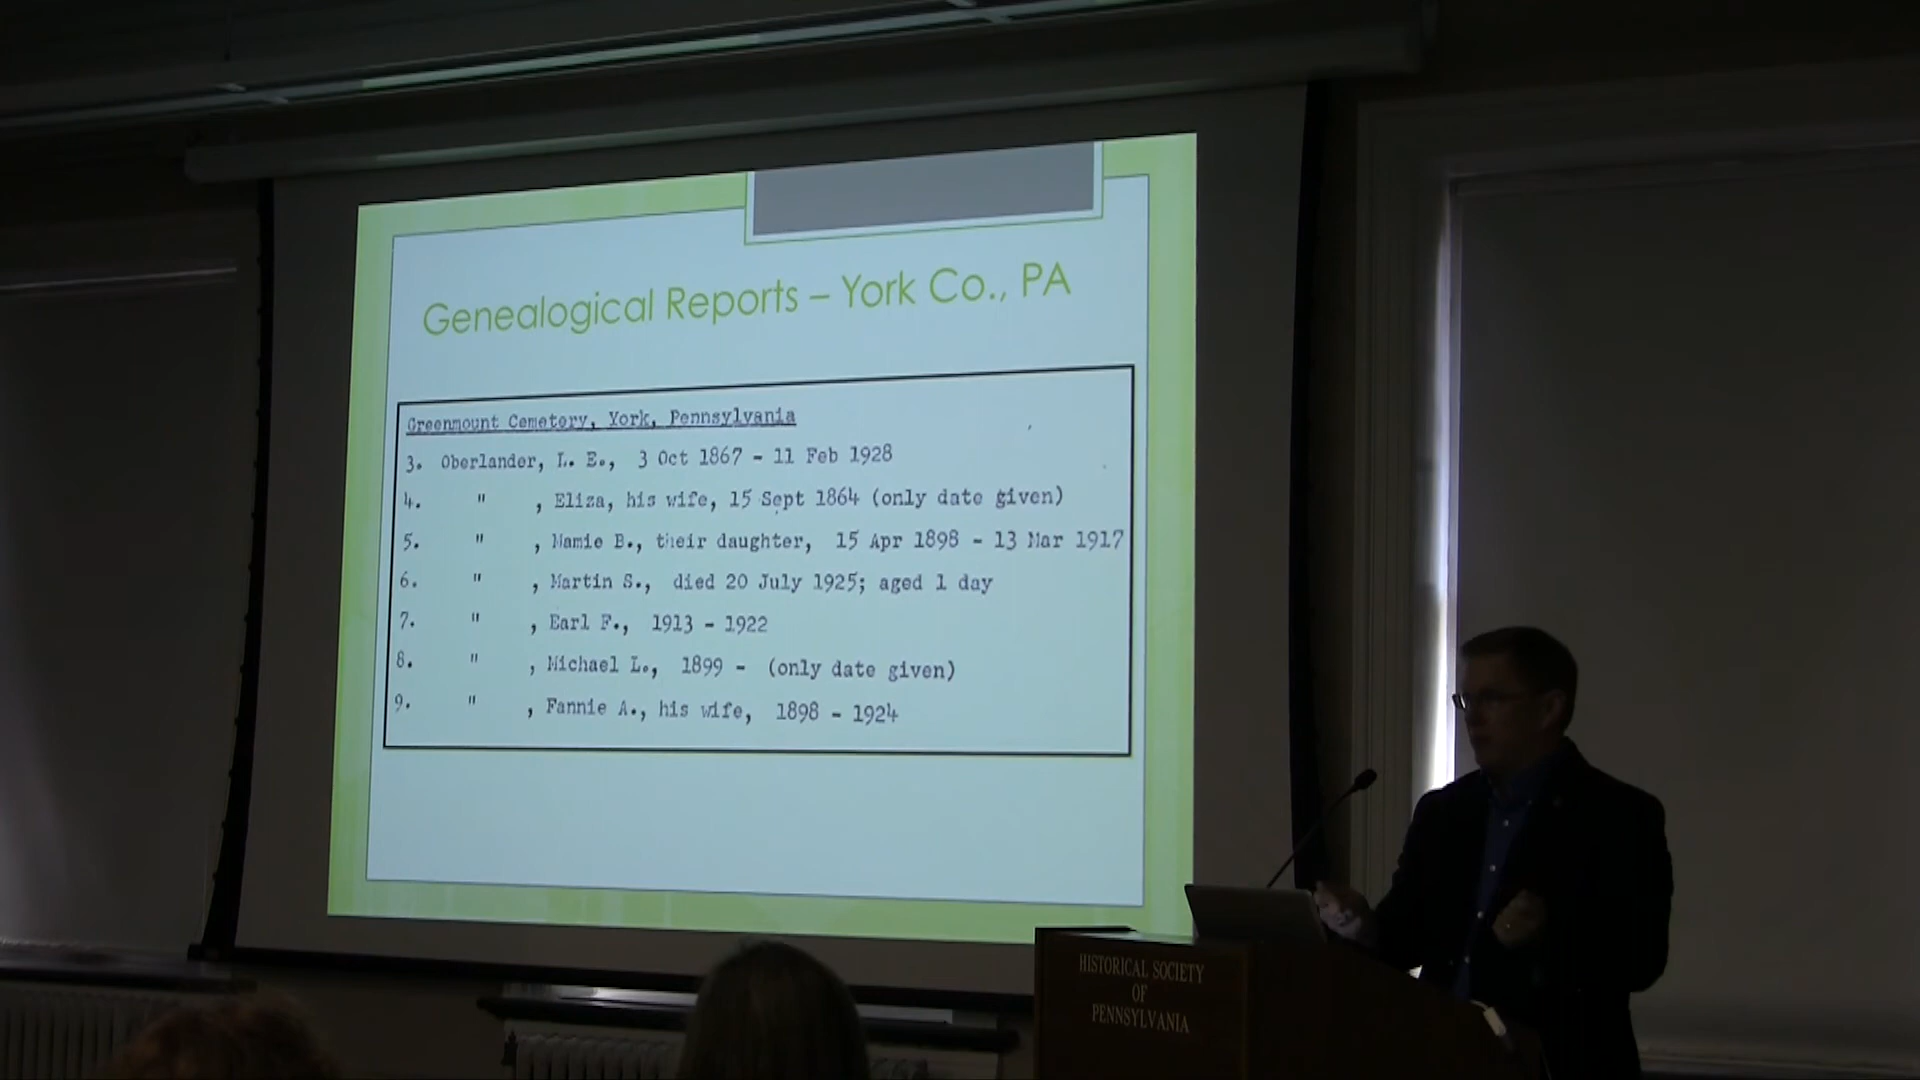 Genealogical Reports – York Co., PA
Greenmount Cemetery, York, Pennsylvania
3. Oberlander, L. E., 3 Oct 1867 - 11 Feb 1928
4. " , Eliza, his wife, 15 Sept 1864 (only date given)
5. " , Mamie B., their daughter, 15 Apr 1898 - 13 Mar 1917
6. " , Martin S., died 20 July 1925; aged 1 day
7. " , Earl F., 1913 - 1922
8. " , Michael L., 1899 - (only date given)
9. " , Fannie A., his wife, 1898 - 1924
HISTORICAL SOCIETY
OF
PENNSYLVANIA